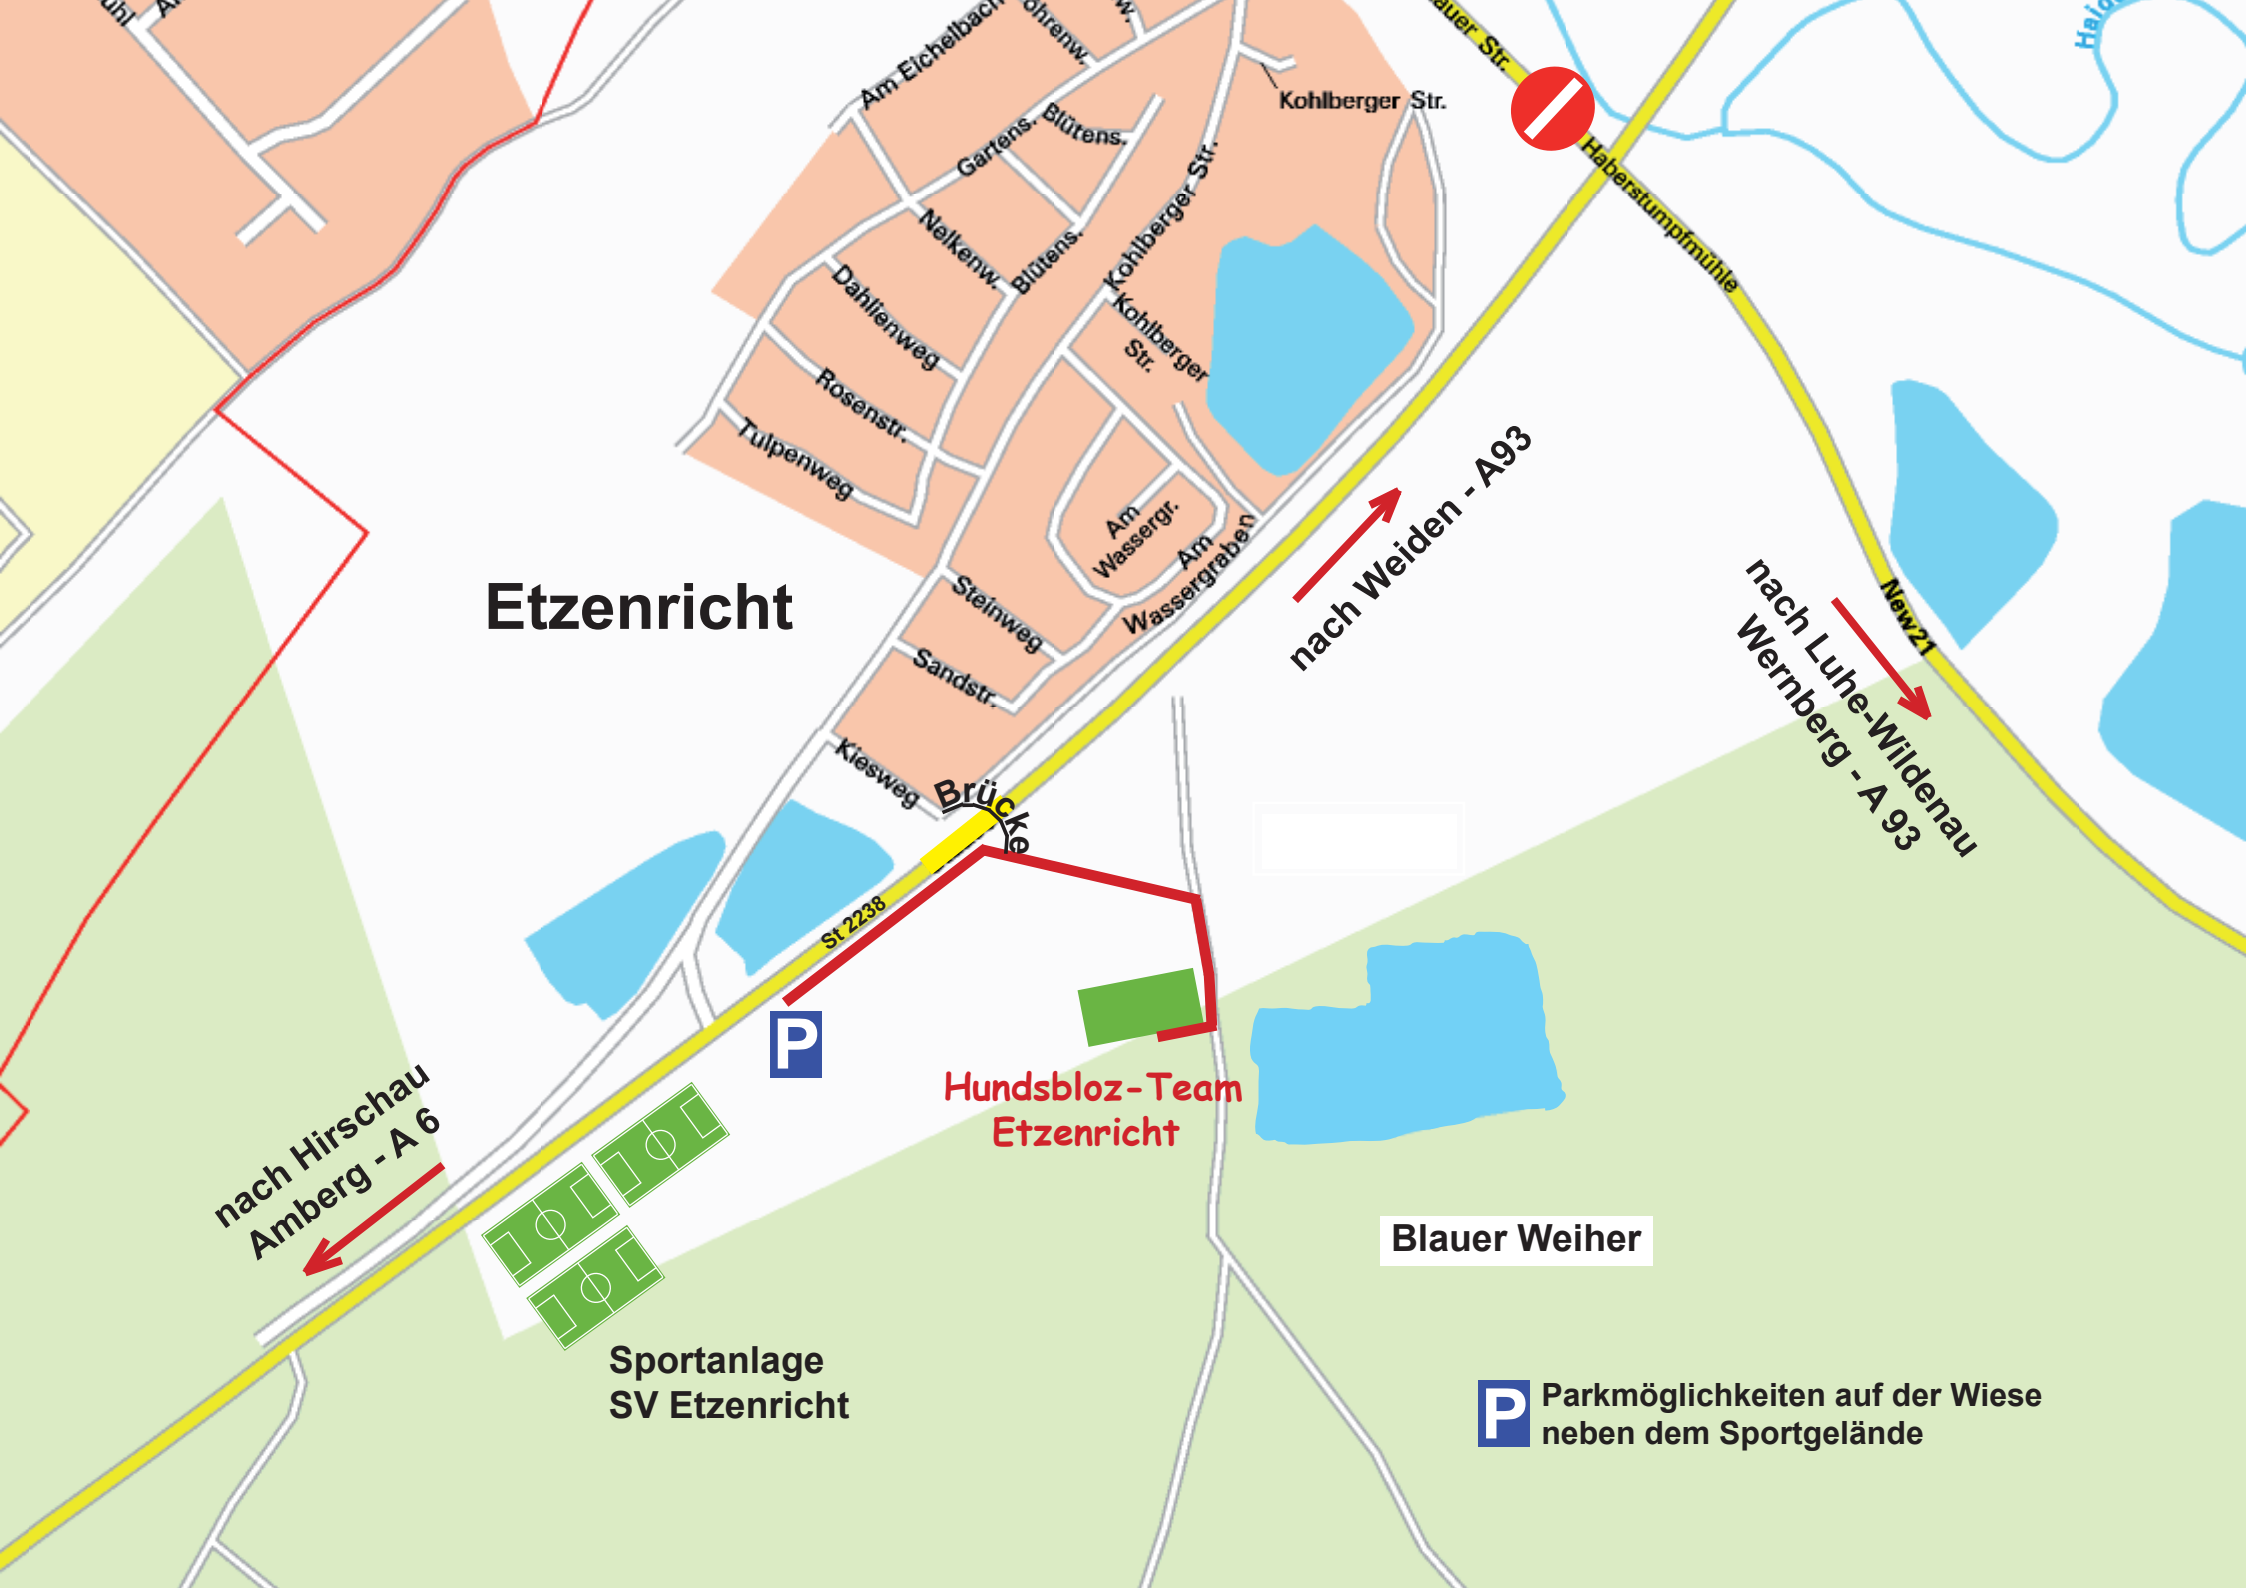 Am Eichelbach
Kohlberger Str.
Gartens.
Blütens.
Kohlberger Str.
Haberstumpfmühle
Nelkenw.
Blütens.
Dahlienweg
Kohlberger
Str.
Rosenstr.
Tulpenweg
Am
Wassergr.
Am
Wassergraben
nach Weiden - A93
Etzenricht
Steinweg
Sandstr.
New21
nach Luhe-Wildenau
Wernberg - A 93
Kiesweg
Brücke
St 2238
P
Hundsbloz-Team
Etzenricht
nach Hirschau
Amberg - A 6
Blauer Weiher
Sportanlage
SV Etzenricht
P Parkmöglichkeiten auf der Wiese
neben dem Sportgelände